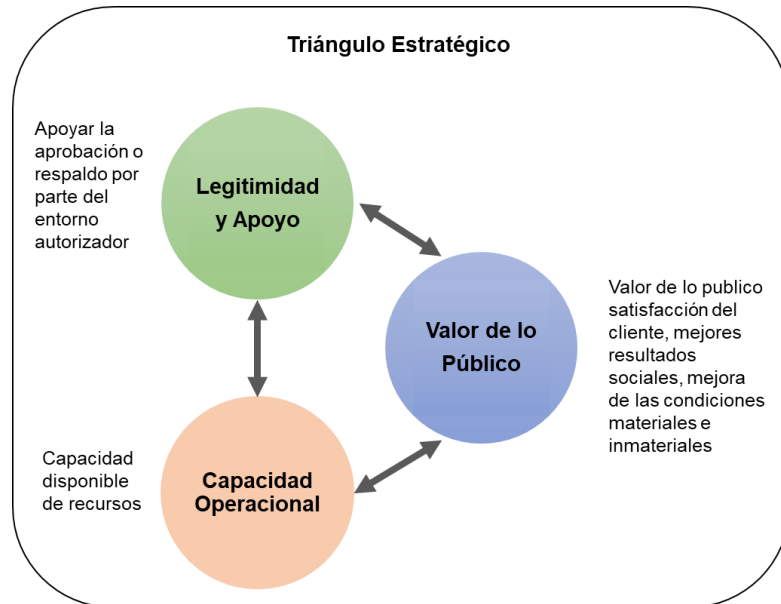 Triángulo Estratégico
Apoyar la
aprobación o
respaldo por
parte del
entorno
autorizador
Legitimidad
y Apoyo
Valor de lo
Público
Valor de lo publico
satisfacción del
cliente, mejores
resultados
sociales, mejora
de las condiciones
materiales e
inmateriales
Capacidad
disponible
de recursos
Capacidad
Operacional